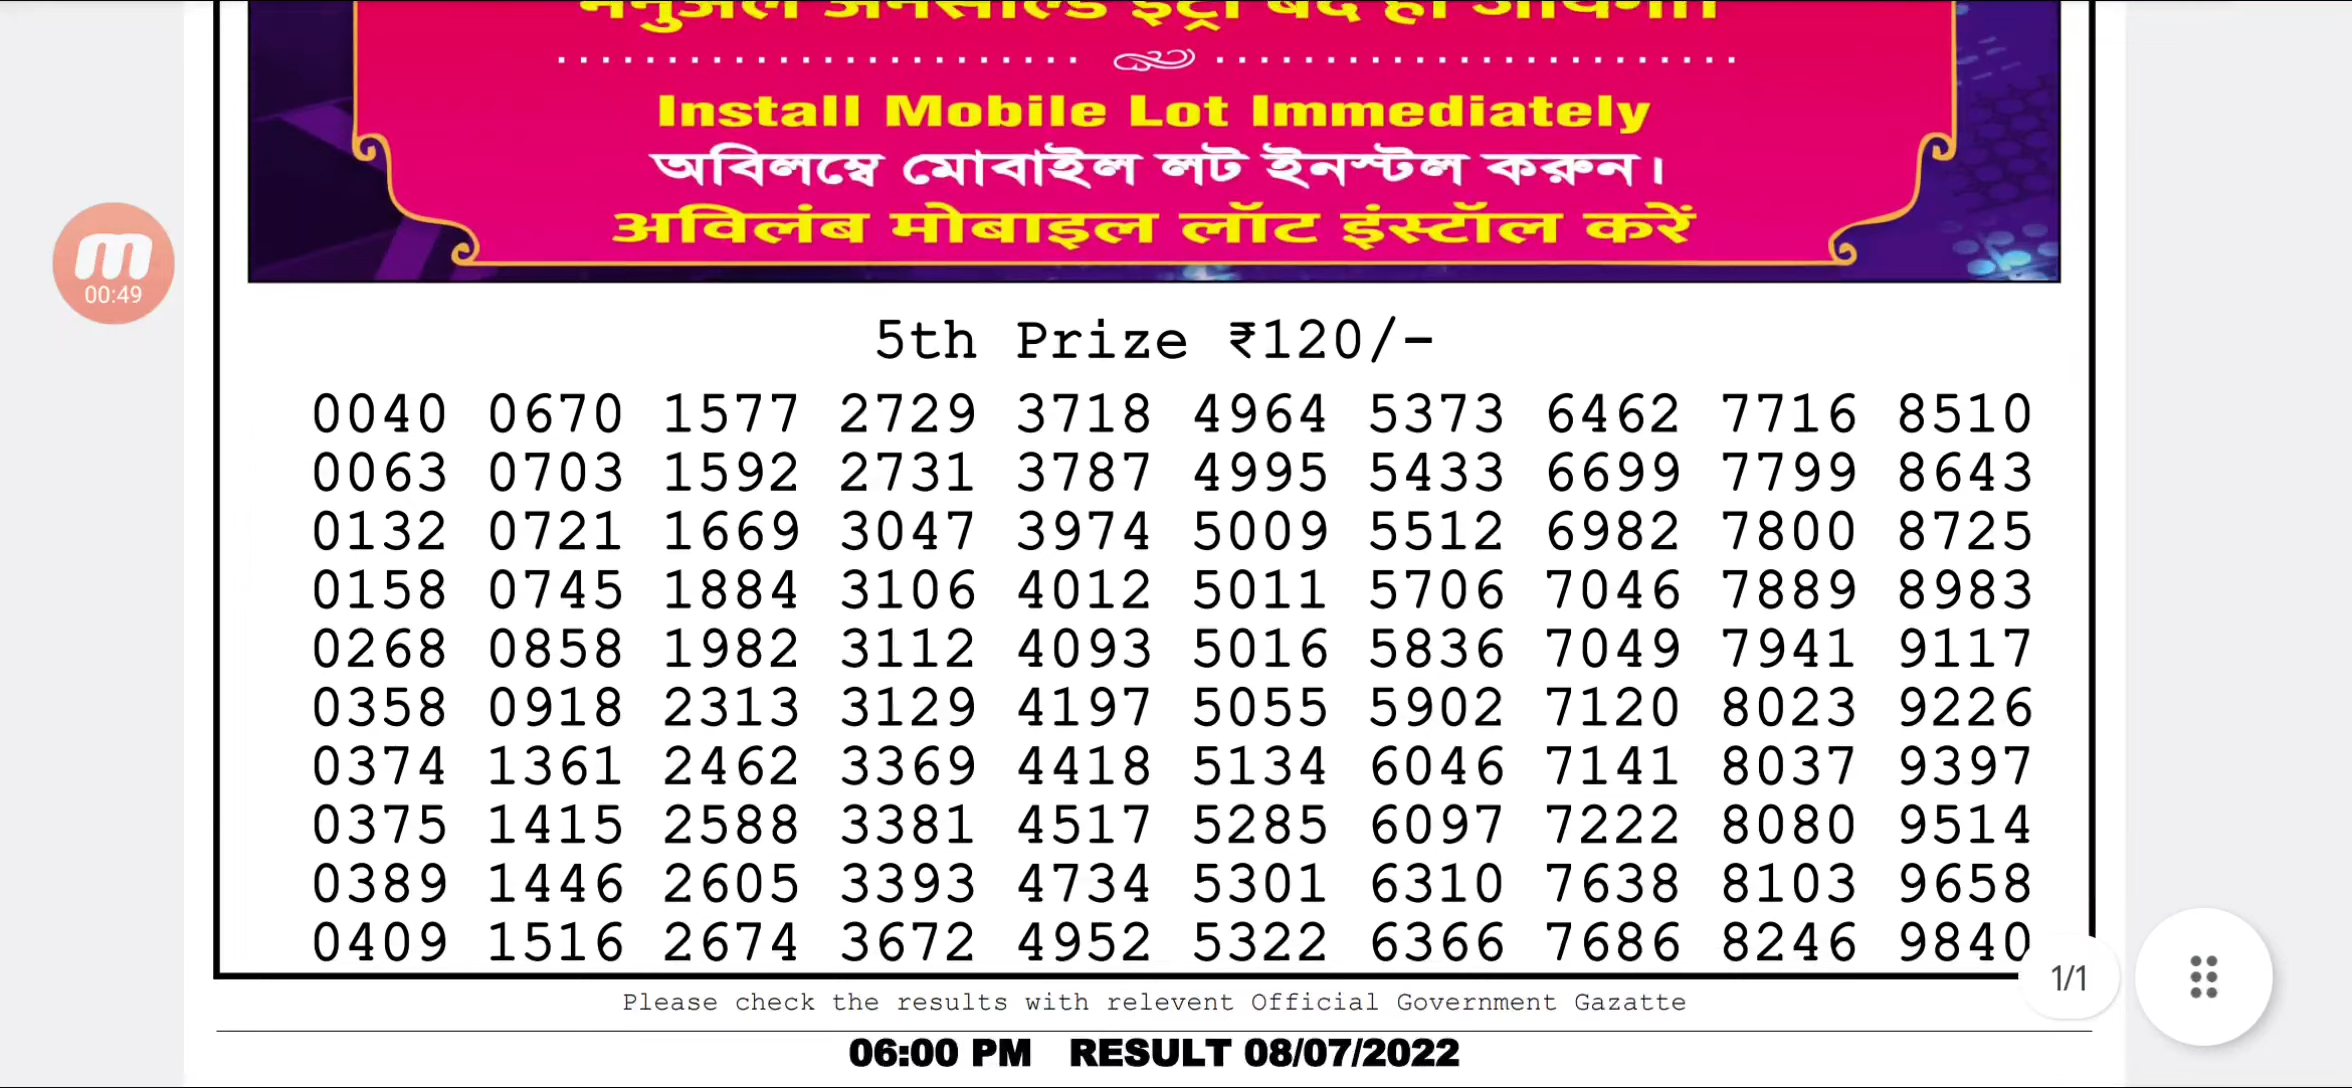 Install Mobile Lot Immediately
অবিলম্বে মোবাইল লট ইনস্টল করুন।
अविलंब मोबाइल लॉट इंस्टॉल करें
00:49
5th Prize ₹120/-
0040 0670 1577 2729 3718 4964 5373 6462 7716 8510
0063 0703 1592 2731 3787 4995 5433 6699 7799 8643
0132 0721 1669 3047 3974 5009 5512 6982 7800 8725
0158 0745 1884 3106 4012 5011 5706 7046 7889 8983
0268 0858 1982 3112 4093 5016 5836 7049 7941 9117
0358 0918 2313 3129 4197 5055 5902 7120 8023 9226
0374 1361 2462 3369 4418 5134 6046 7141 8037 9397
0375 1415 2588 3381 4517 5285 6097 7222 8080 9514
0389 1446 2605 3393 4734 5301 6310 7638 8103 9658
0409 1516 2674 3672 4952 5322 6366 7686 8246 9840
1/1
Please check the results with relevent Official Government Gazatte
06:00 PM RESULT 08/07/2022